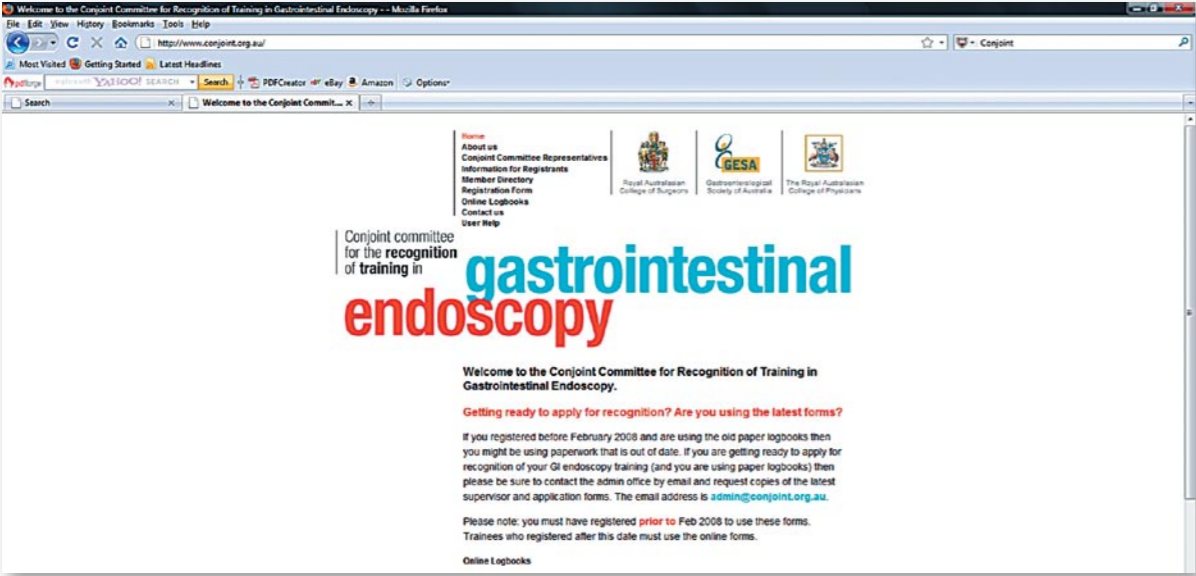 Welcome to the Conjoint Committee for Recognition of Training in Gastrointestinal Endoscopy - - Mozilla Firefox
File Edit View History Bookmarks Tools Help
http://www.conjoint.org.au/ Conjoint
Most Visited Getting Started Latest Headlines
YAHOO! SEARCH Search PDFCreator eBay Amazon Options
Search Welcome to the Conjoint Commit...
Home
About us
Conjoint Committee Representatives
Information for Registrants
Member Directory
Registration Form
Online Logbooks
Contact us
User Help
Royal Australasian
College of Surgeons
GESA
Gastroenterological
Society of Australia
The Royal Australasian
College of Physicians
Conjoint committee
for the recognition
of training in
gastrointestinal
endoscopy
Welcome to the Conjoint Committee for Recognition of Training in
Gastrointestinal Endoscopy.
Getting ready to apply for recognition? Are you using the latest forms?
If you registered before February 2008 and are using the old paper logbooks then
you might be using paperwork that is out of date. If you are getting ready to apply for
recognition of your GI endoscopy training (and you are using paper logbooks) then
please be sure to contact the admin office by email and request copies of the latest
supervisor and application forms. The email address is admin@conjoint.org.au.
Please note: you must have registered prior to Feb 2008 to use these forms.
Trainees who registered after this date must use the online forms.
Online Logbooks